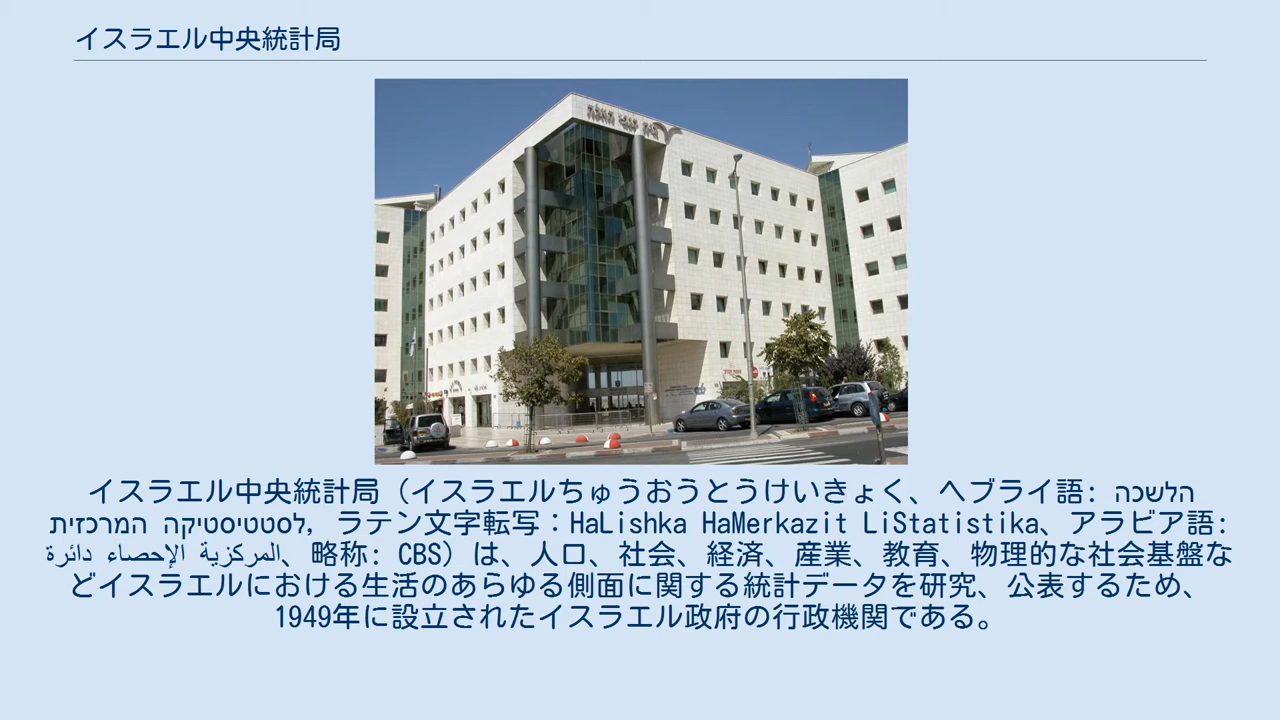 イスラエル中央統計局
イスラエル中央統計局（イスラエルちゅうおうとうけいきょく、ヘブライ語: הלשכה
המרכזית לסטטיסטיקה, ラテン文字転写：HaLishka HaMerkazit LiStatistika、アラビア語:
دائرة الإحصاء المركزية、略称: CBS）は、人口、社会、経済、産業、教育、物理的な社会基盤な
どイスラエルにおける生活のあらゆる側面に関する統計データを研究、公表するため、
1949年に設立されたイスラエル政府の行政機関である。